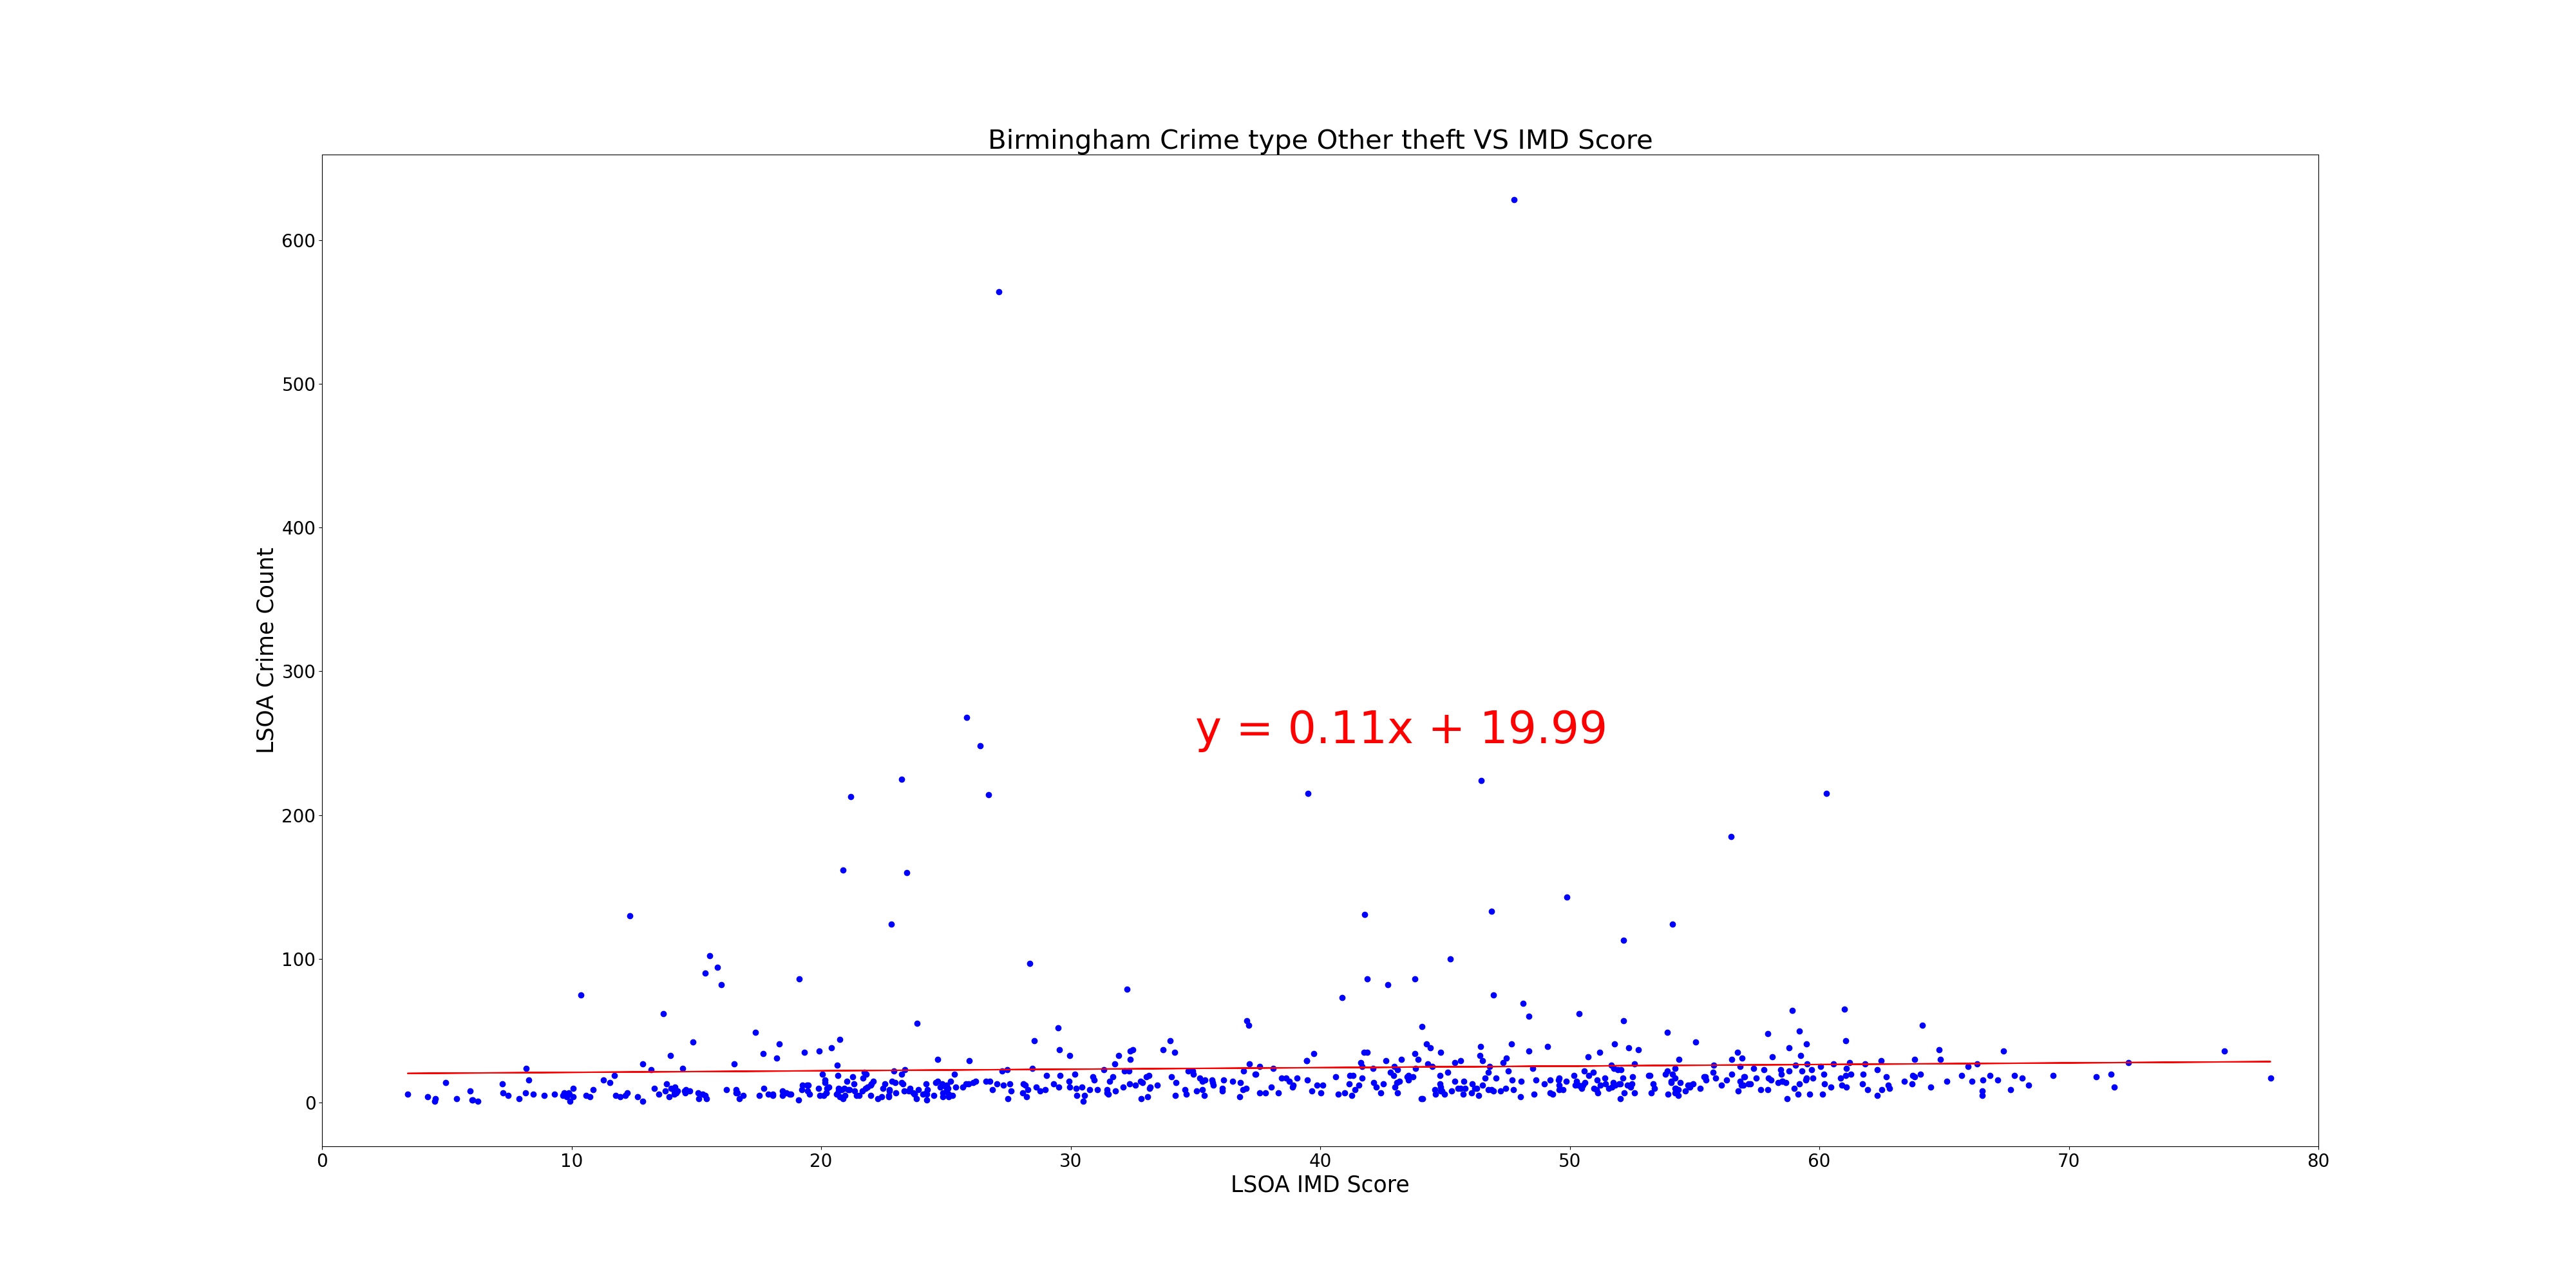 Birmingham Crime type Other theft VS IMD Score
600
500
400
300
200
100
0
LSOA Crime Count
y = 0.11x + 19.99
0 10 20 30 40 50 60 70 80
LSOA IMD Score